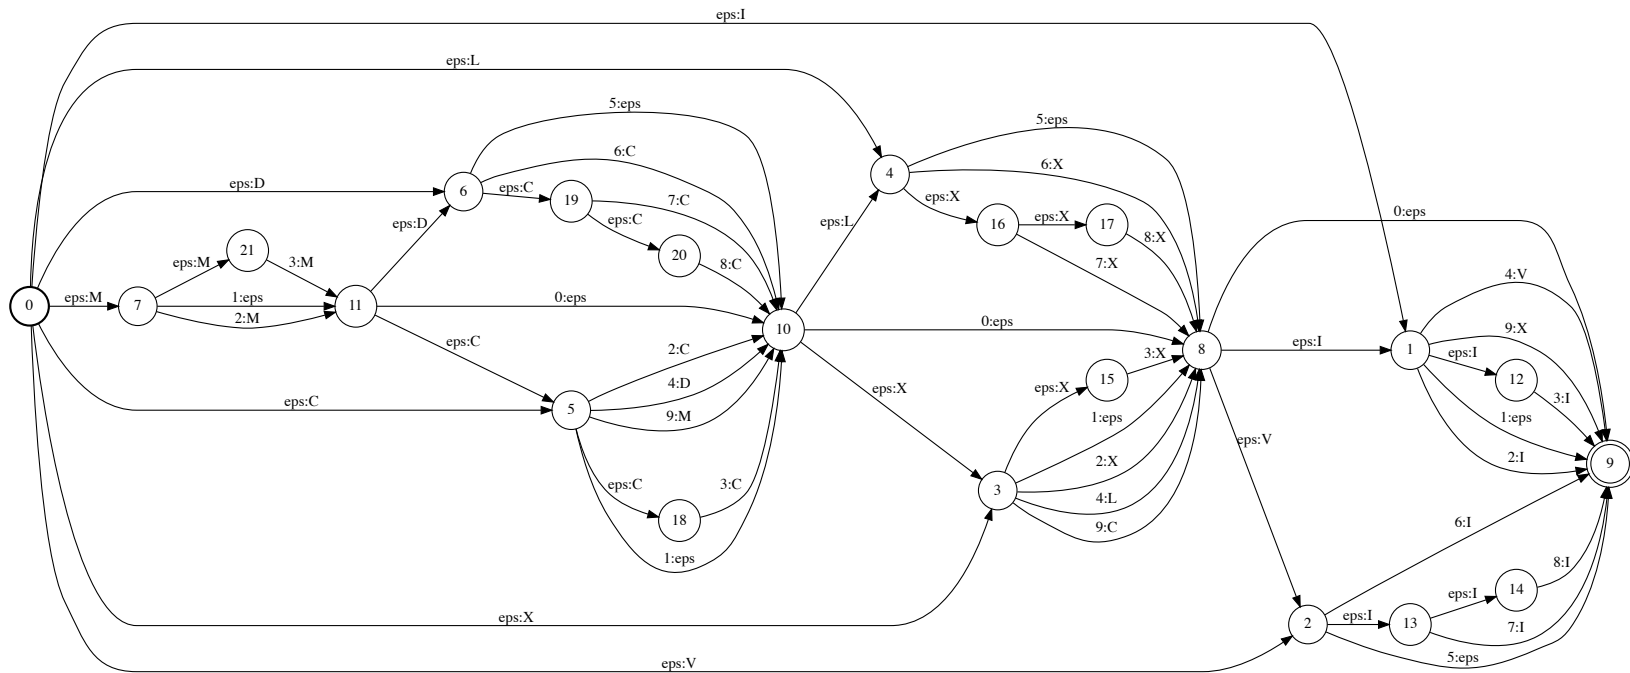 eps:I
eps:L
5:eps
5:eps
6:C
6:X
4
eps:D
6
eps:C
19
7:C
eps:X
eps:D
eps:C
eps:L
16
eps:X
17
0:eps
21
20
8:X
eps:M
3:M
8:C
7:X
4:V
0
eps:M
7
1:eps
11
0:eps
2:M
10
0:eps
9:X
eps:C
2:C
3:X
8
eps:I
1
eps:I
4:D
eps:X
eps:X
15
12
eps:C
5
9:M
1:eps
3:I
1:eps
eps:V
2:X
2:I
9
eps:C
3:C
3
4:L
18
9:C
6:I
1:eps
8:I
14
eps:I
eps:X
2
eps:I
13
7:I
5:eps
eps:V